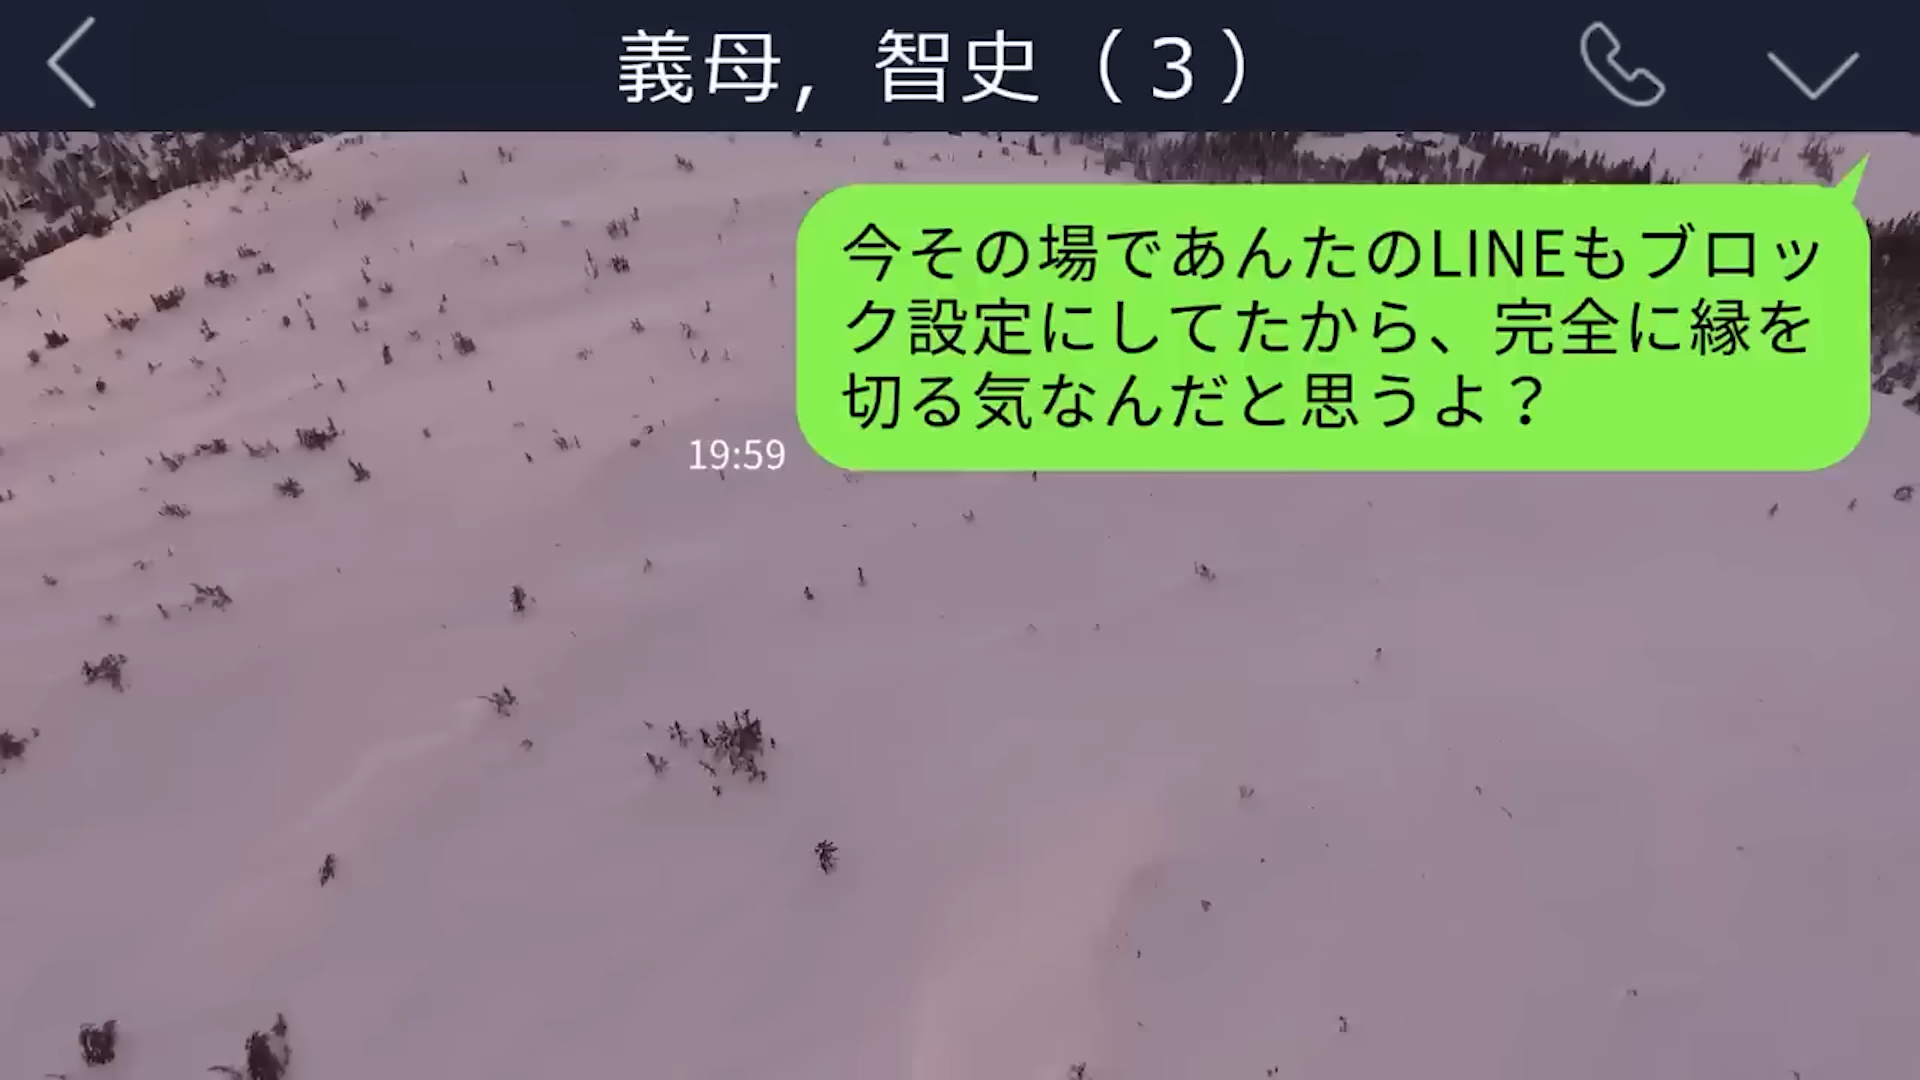 義母，智史（３）
今その場であんたのLINEもブロッ
ク設定にしてたから、完全に縁を
切る気なんだと思うよ？
19:59